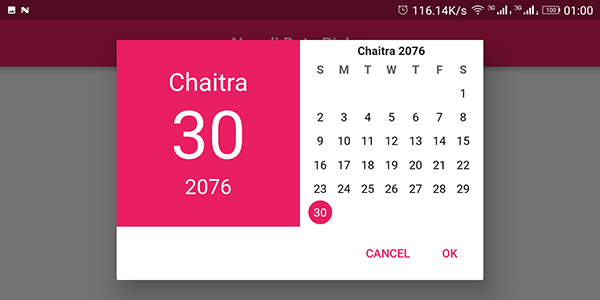 116.14K/s 3G 3G 100 01:00
Chaitra
30
2076
Chaitra 2076
S M T W T F S
1
2 3 4 5 6 7 8
9 10 11 12 13 14 15
16 17 18 19 20 21 22
23 24 25 26 27 28 29
30
CANCEL OK